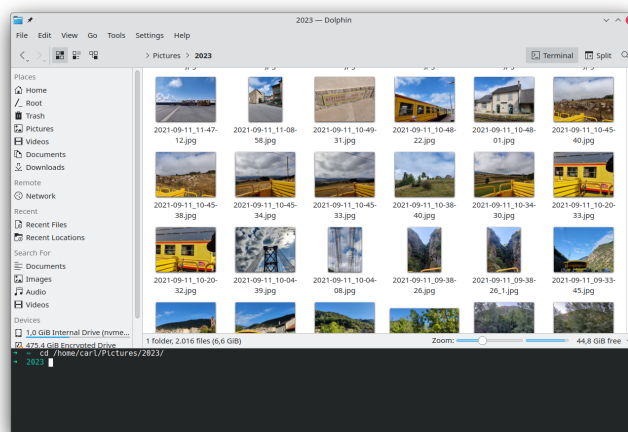 2023 — Dolphin
File Edit View Go Tools Settings Help
> Pictures > 2023 Terminal Split
Places
Home
Root
Trash
Pictures
Videos
Documents
Downloads
Remote
Network
Recent
Recent Files
Recent Locations
Search For
Documents
Images
Audio
Videos
Devices
1,0 GiB Internal Drive (nvme...
475,4 GiB Encrypted Drive
2021-09-11_11-47-12.jpg
2021-09-11_11-08-58.jpg
2021-09-11_10-49-31.jpg
2021-09-11_10-48-22.jpg
2021-09-11_10-48-01.jpg
2021-09-11_10-45-40.jpg
2021-09-11_10-45-38.jpg
2021-09-11_10-45-34.jpg
2021-09-11_10-45-33.jpg
2021-09-11_10-38-40.jpg
2021-09-11_10-34-30.jpg
2021-09-11_10-20-33.jpg
2021-09-11_10-20-32.jpg
2021-09-11_10-04-39.jpg
2021-09-11_10-04-08.jpg
2021-09-11_09-38-26.jpg
2021-09-11_09-38-26_1.jpg
2021-09-11_09-33-45.jpg
1 folder, 2.016 files (6,6 GiB) Zoom: 44,8 GiB free
→ ~ cd /home/carl/Pictures/2023/
→ 2023